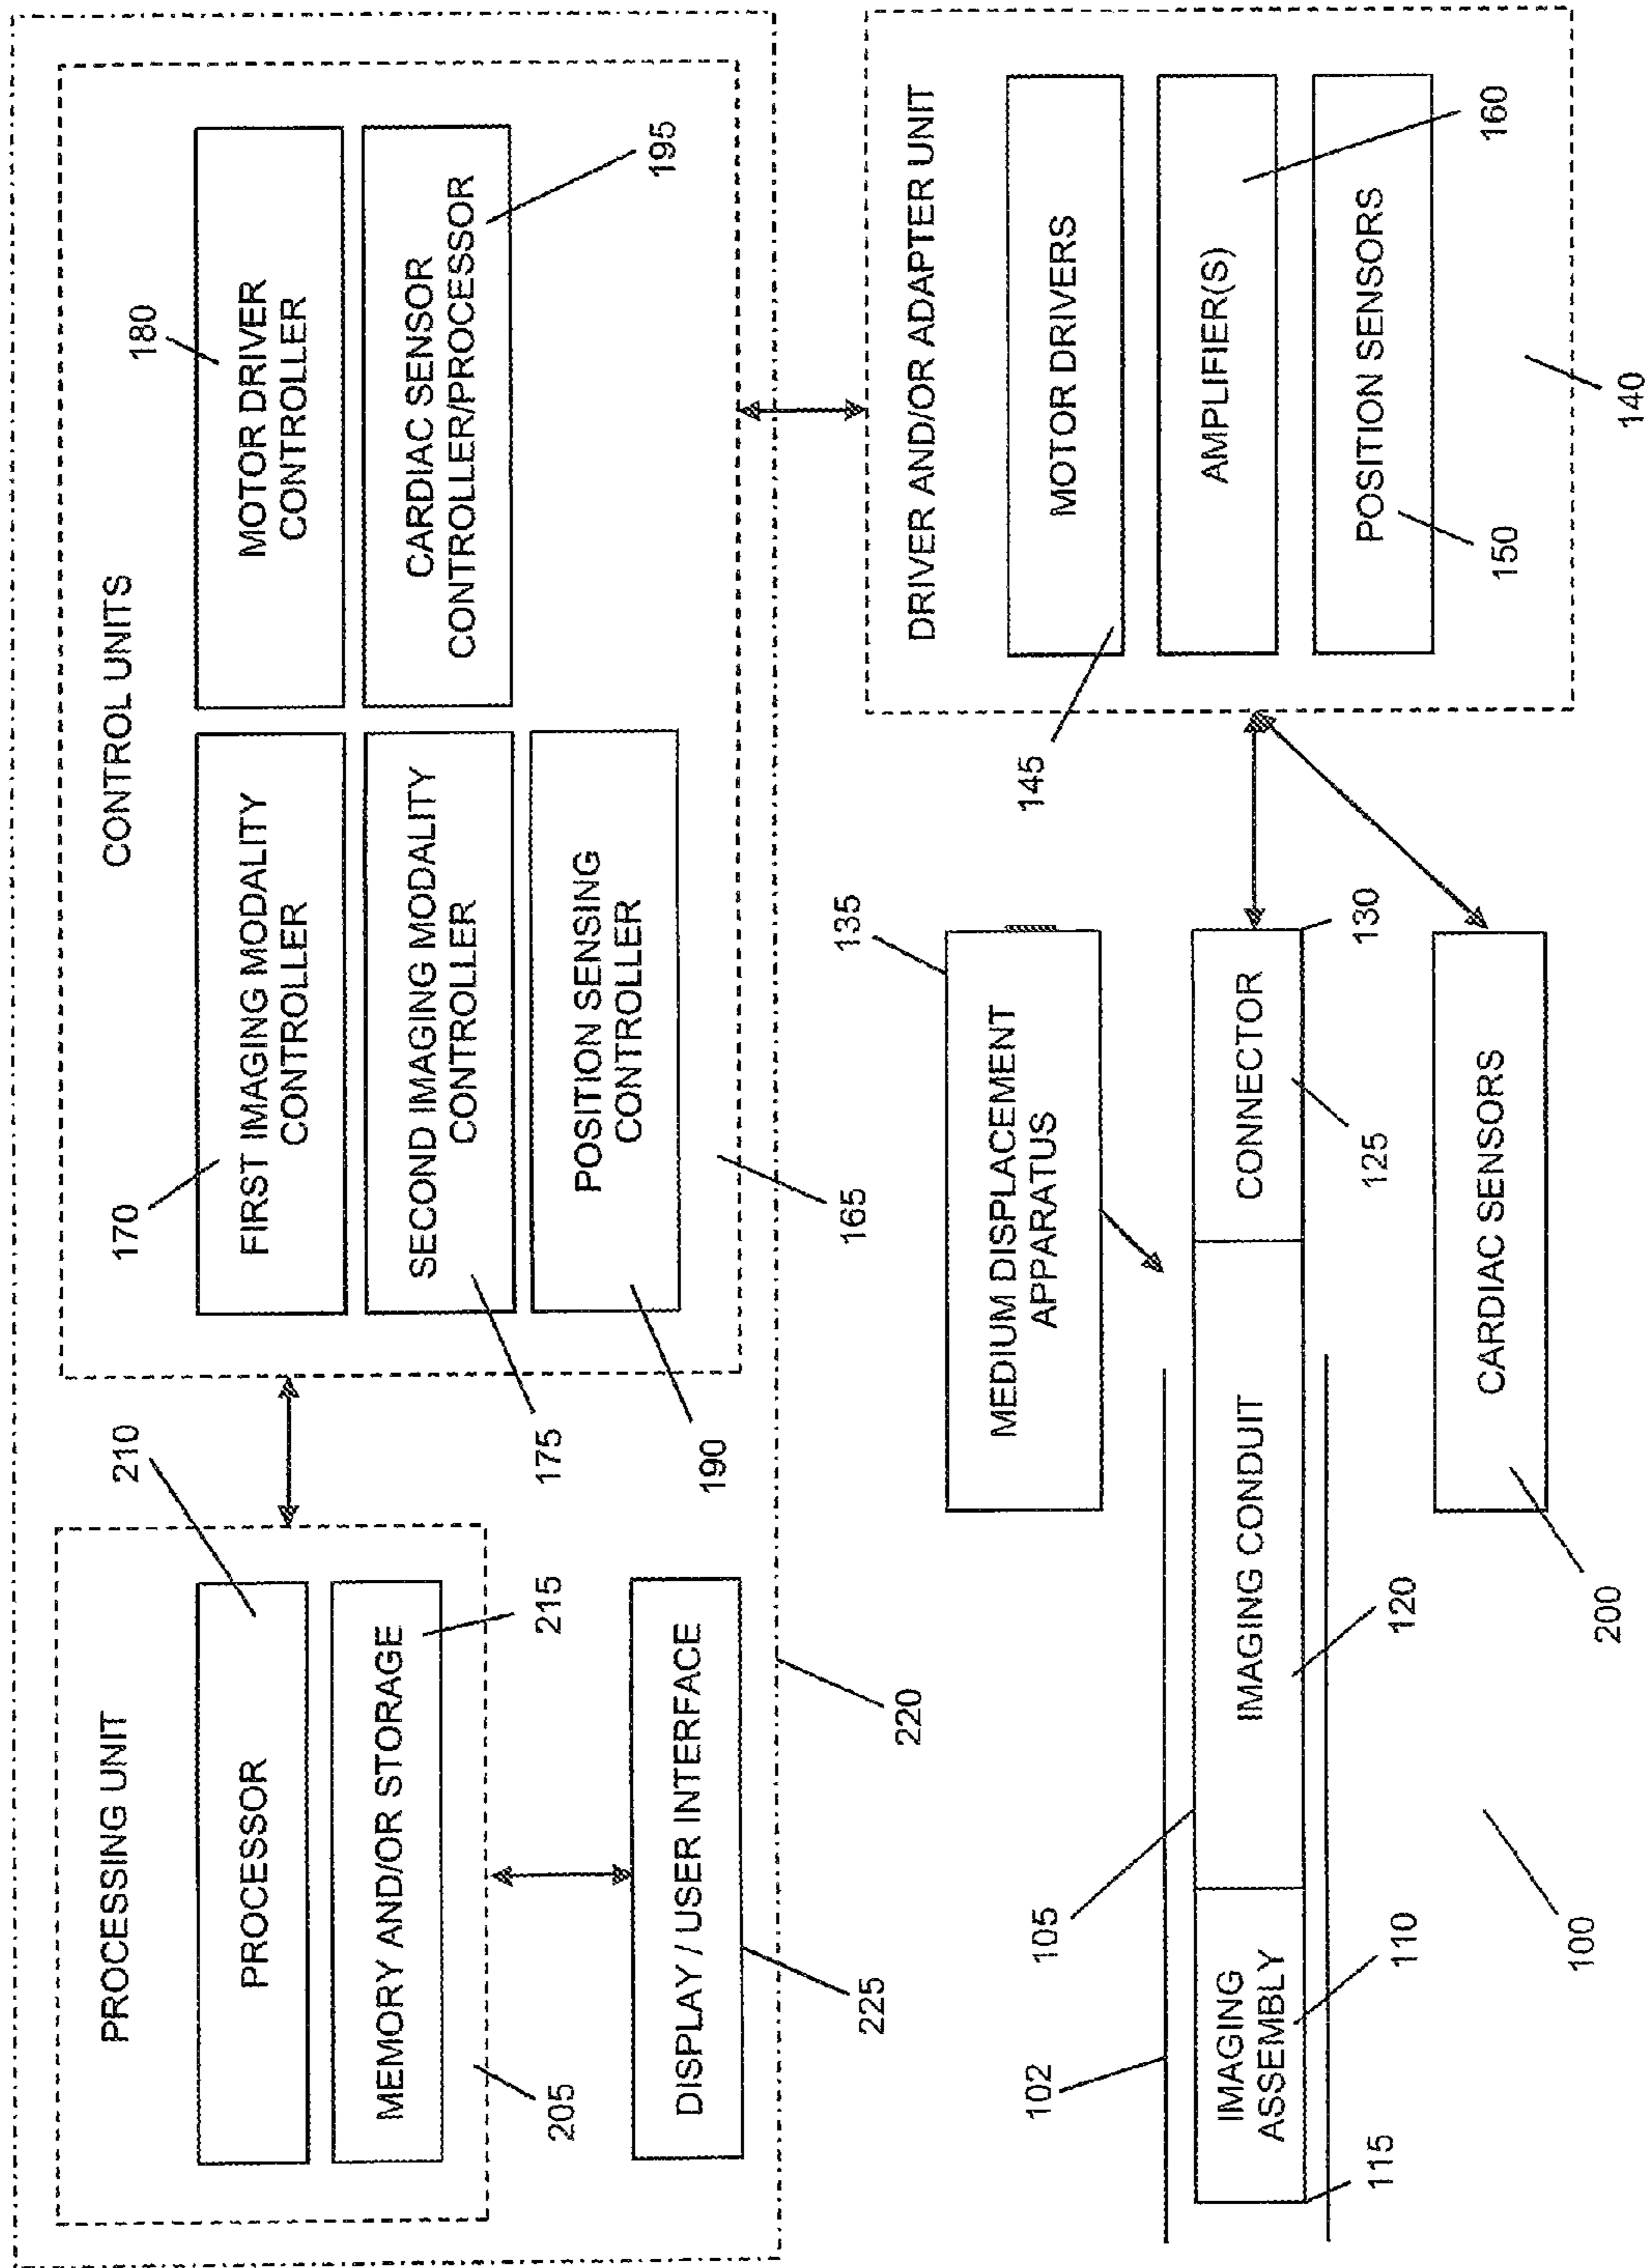 PROCESSING UNIT
PROCESSOR
210
MEMORY AND/OR STORAGE
215
205
DISPLAY / USER INTERFACE
225
220
CONTROL UNITS
170
FIRST IMAGING MODALITY
CONTROLLER
180
MOTOR DRIVER
CONTROLLER
SECOND IMAGING MODALITY
CONTROLLER
175
CARDIAC SENSOR
CONTROLLER/PROCESSOR
195
POSITION SENSING
CONTROLLER
190
165
DRIVER AND/OR ADAPTER UNIT
MOTOR DRIVERS
145
AMPLIFIER(S)
160
POSITION SENSORS
150
140
135
MEDIUM DISPLACEMENT
APPARATUS
102
105
IMAGING
ASSEMBLY
IMAGING CONDUIT
CONNECTOR
130
115
110
120
125
CARDIAC SENSORS
200
100